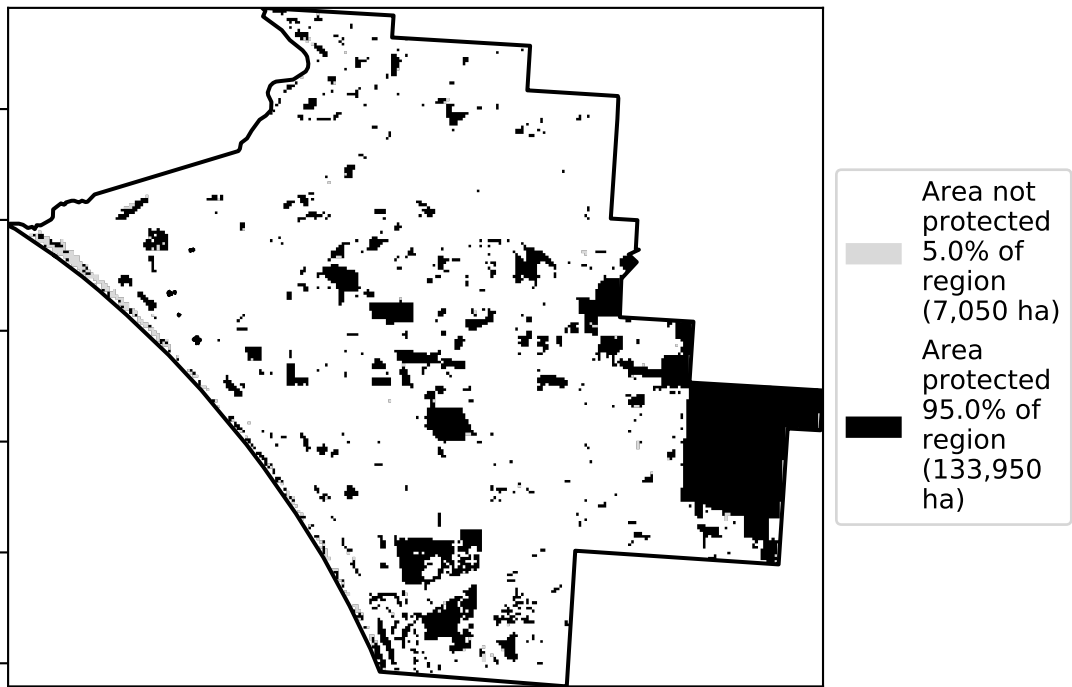 Area not
protected
5.0% of
region
(7,050 ha)
Area
protected
95.0% of
region
(133,950
ha)